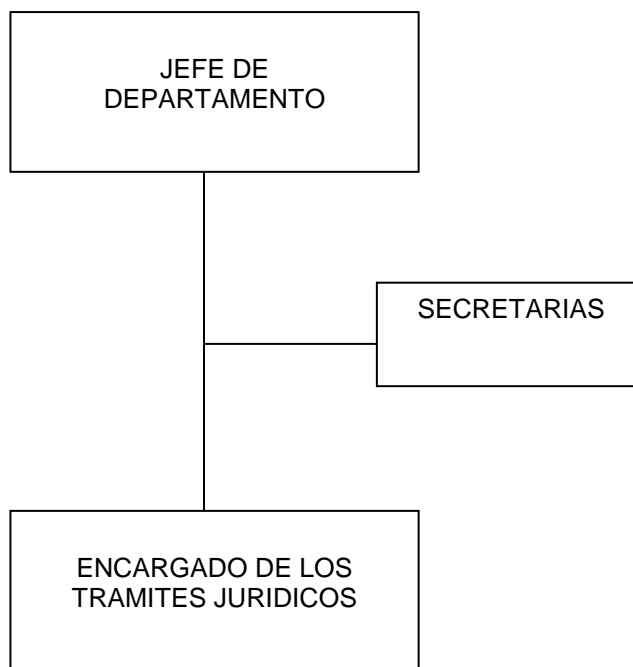 JEFE DE
DEPARTAMENTO
SECRETARIAS
ENCARGADO DE LOS
TRAMITES JURIDICOS